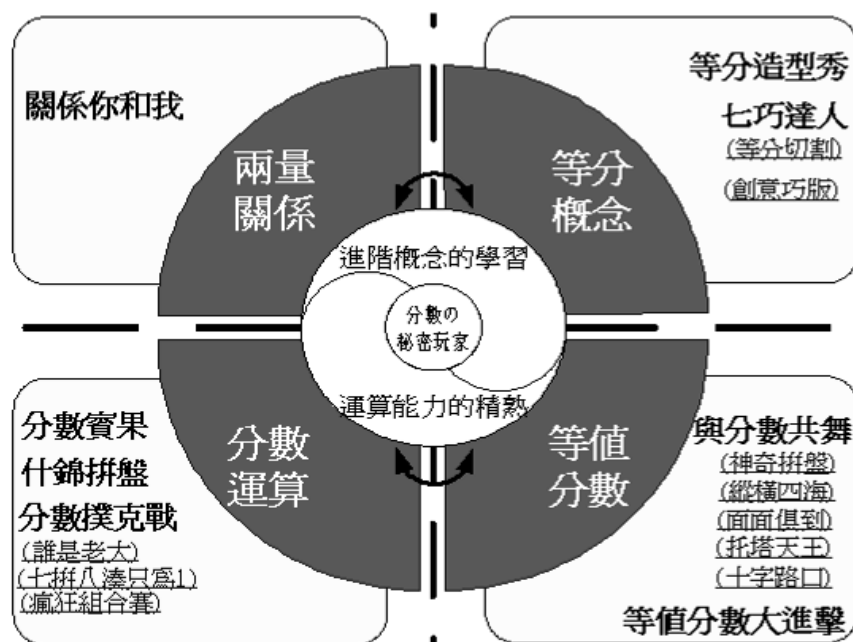 關係你和我
兩量
關係
等分造型秀
七巧達人
(等分切割)
(創意巧版)
等分
概念
進階概念的學習
分數の
秘密玩家
運算能力的精熟
分數賓果
什錦拼盤
分數撲克戰
(誰是老大)
(七拼八湊只為1)
(瘋狂組合賽)
分數
運算
等值
分數
與分數共舞
(神奇拼盤)
(縱橫四海)
(面面俱到)
(托塔天王)
(十字路口)
等值分數大進擊